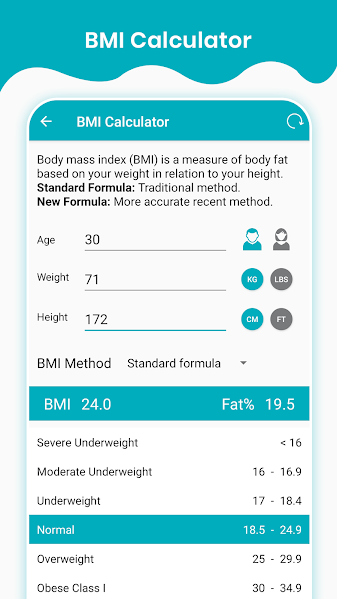 BMI Calculator
BMI Calculator
Body mass index (BMI) is a measure of body fat
based on your weight in relation to your height.
Standard Formula: Traditional method.
New Formula: More accurate recent method.
Age 30
Weight 71 KG LBS
Height 172 CM FT
BMI Method Standard formula
BMI 24.0 Fat% 19.5
Severe Underweight < 16
Moderate Underweight 16 - 16.9
Underweight 17 - 18.4
Normal 18.5 - 24.9
Overweight 25 - 29.9
Obese Class I 30 - 34.9